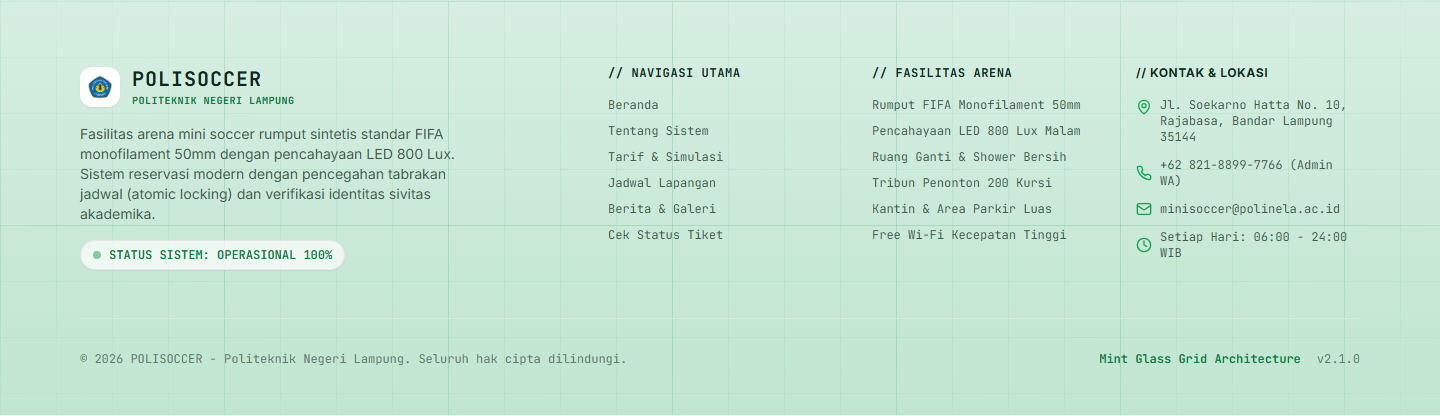 POLISOCCER
POLITEKNIK NEGERI LAMPUNG
Fasilitas arena mini soccer rumput sintetis standar FIFA
monofilament 50mm dengan pencahayaan LED 800 Lux.
Sistem reservasi modern dengan pencegahan tabrakan
jadwal (atomic locking) dan verifikasi identitas sivitas
akademika.
STATUS SISTEM: OPERASIONAL 100%
// NAVIGASI UTAMA
Beranda
Tentang Sistem
Tarif & Simulasi
Jadwal Lapangan
Berita & Galeri
Cek Status Tiket
// FASILITAS ARENA
Rumput FIFA Monofilament 50mm
Pencahayaan LED 800 Lux Malam
Ruang Ganti & Shower Bersih
Tribun Penonton 200 Kursi
Kantin & Area Parkir Luas
Free Wi-Fi Kecepatan Tinggi
// KONTAK & LOKASI
Jl. Soekarno Hatta No. 10,
Rajabasa, Bandar Lampung
35144
+62 821-8899-7766 (Admin
WA)
minisoccer@polinela.ac.id
Setiap Hari: 06:00 - 24:00
WIB
© 2026 POLISOCCER - Politeknik Negeri Lampung. Seluruh hak cipta dilindungi.
Mint Glass Grid Architecture v2.1.0